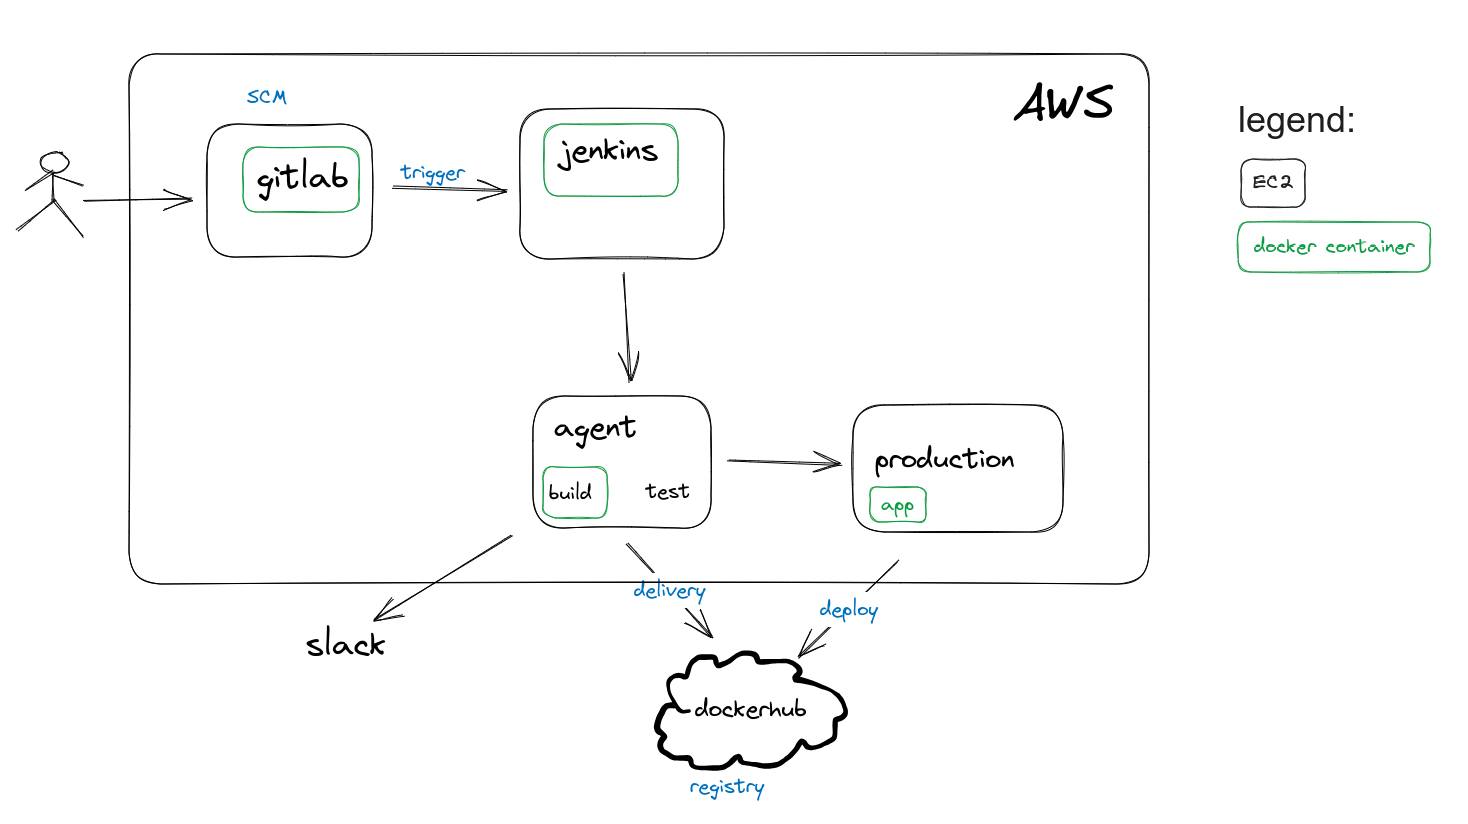 SCM
AWS
legend:
gitlab
trigger
jenkins
EC2
docker container
agent
build
test
production
app
slack
delivery
deploy
dockerhub
registry